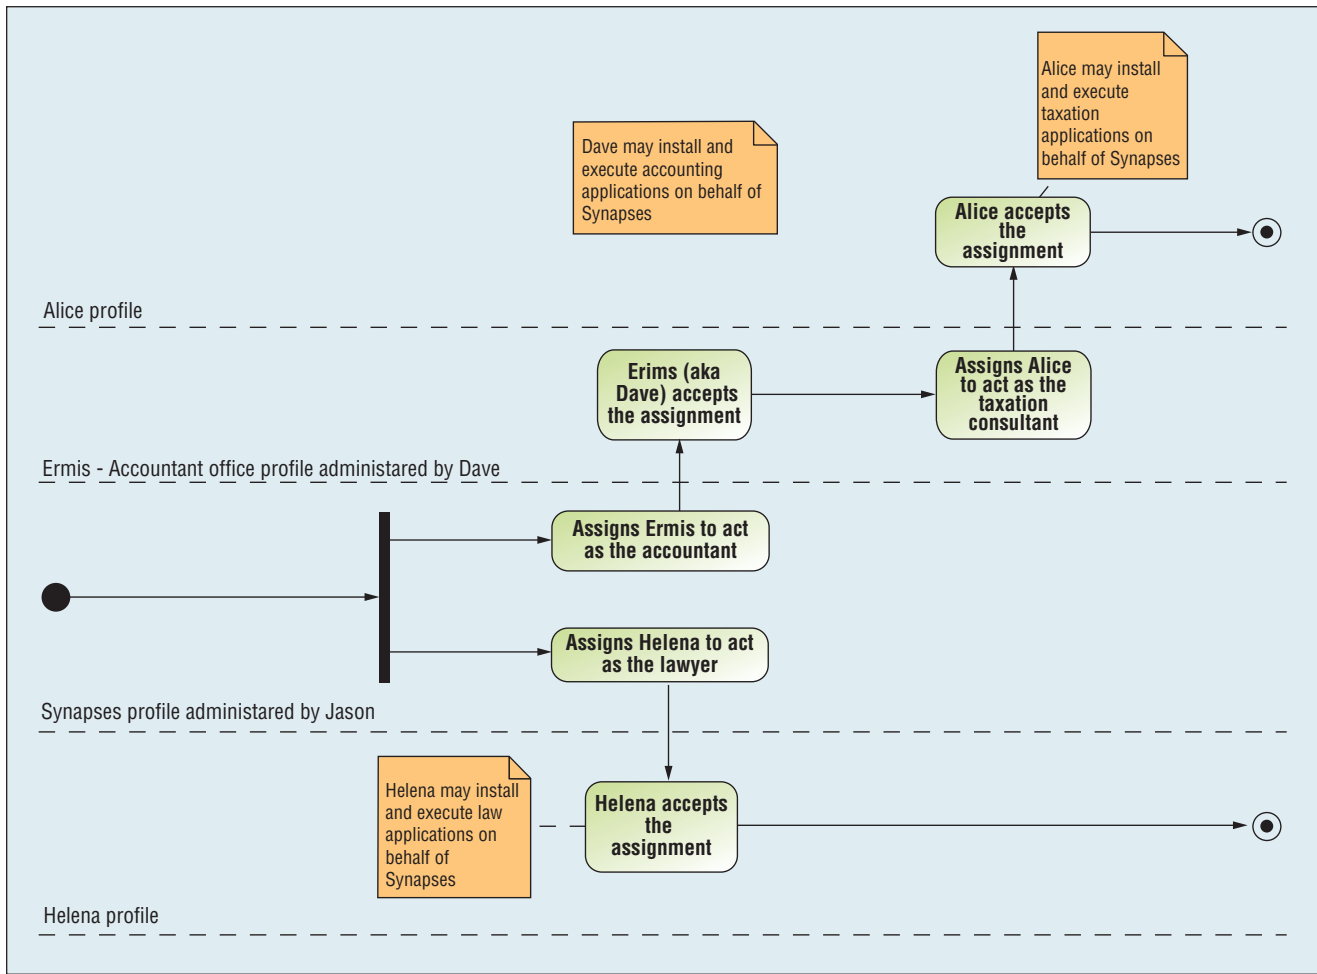 Alice may install
and execute
taxation
applications on
behalf of Synapses
Dave may install and
execute accounting
applications on behalf of
Synapses
Alice accepts
the
assignment
Alice profile
Erims (aka
Dave) accepts
the assignment
Assigns Alice
to act as the
taxation
consultant
Ermis - Accountant office profile administared by Dave
Assigns Ermis to act
as the accountant
Assigns Helena to act
as the lawyer
Synapses profile administared by Jason
Helena may install
and execute law
applications on
behalf of
Synapses
Helena accepts
the
assignment
Helena profile